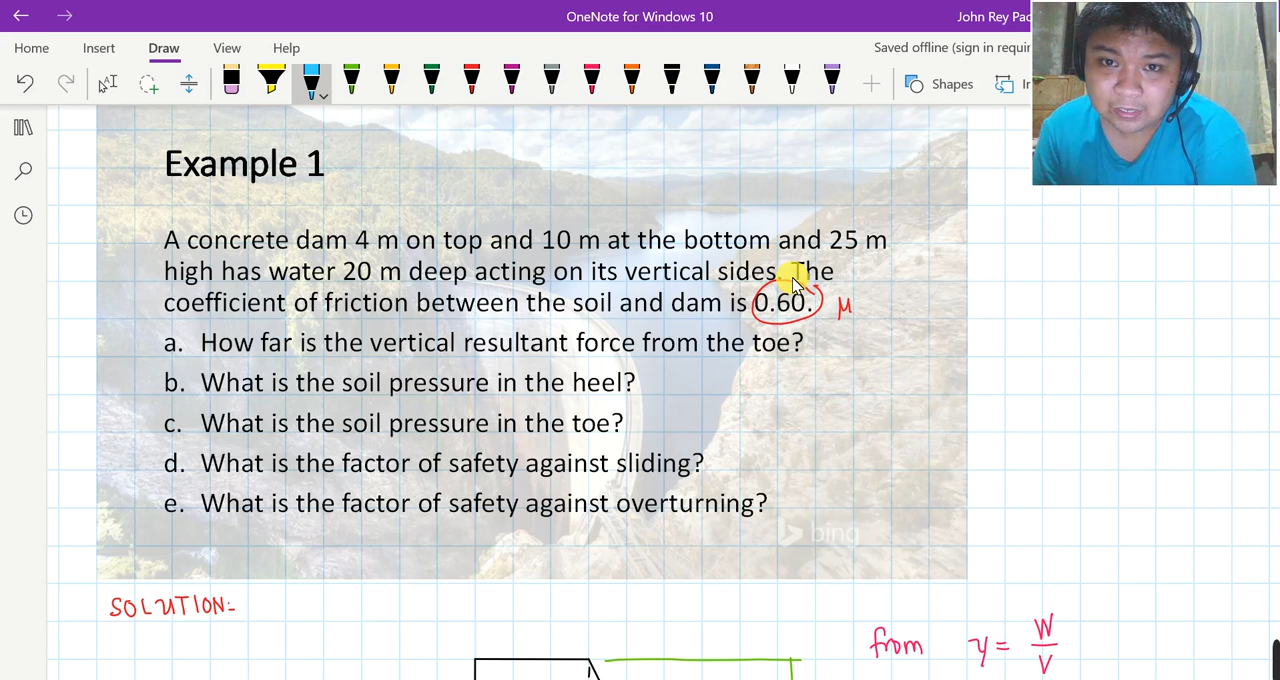 OneNote for Windows 10
John Rey Pac
Home Insert Draw View Help
Saved offline (sign in requir
Shapes
In
Example 1
A concrete dam 4 m on top and 10 m at the bottom and 25 m
high has water 20 m deep acting on its vertical sides. The
coefficient of friction between the soil and dam is 0.60. μ
a. How far is the vertical resultant force from the toe?
b. What is the soil pressure in the heel?
c. What is the soil pressure in the toe?
d. What is the factor of safety against sliding?
e. What is the factor of safety against overturning?
bing
SOLUTION:
from γ = W
V